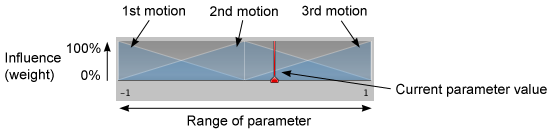 1st motion
2nd motion
3rd motion
Influence
(weight)
100%
0%
Current parameter value
-1
1
Range of parameter